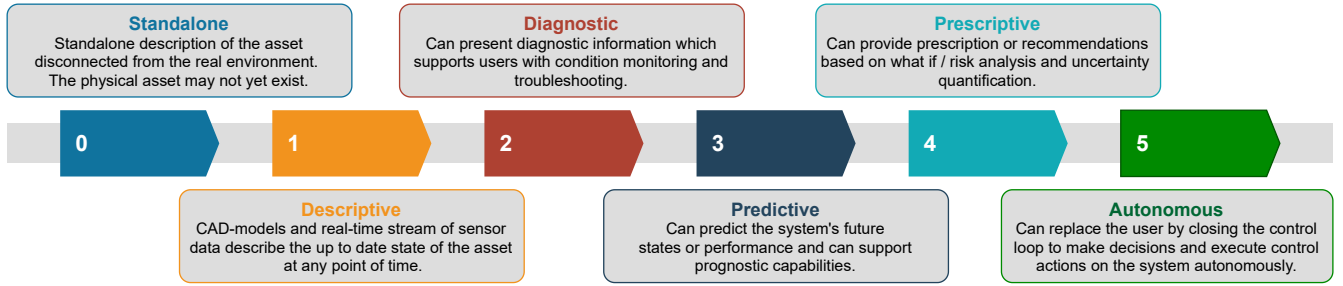 Standalone
Standalone description of the asset
disconnected from the real environment.
The physical asset may not yet exist.
Diagnostic
Can present diagnostic information which
supports users with condition monitoring and
troubleshooting.
Prescriptive
Can provide prescription or recommendations
based on what if / risk analysis and uncertainty
quantification.
0
1
2
3
4
5
Descriptive
CAD-models and real-time stream of sensor
data describe the up to date state of the asset
at any point of time.
Predictive
Can predict the system's future
states or performance and can support
prognostic capabilities.
Autonomous
Can replace the user by closing the control
loop to make decisions and execute control
actions on the system autonomously.